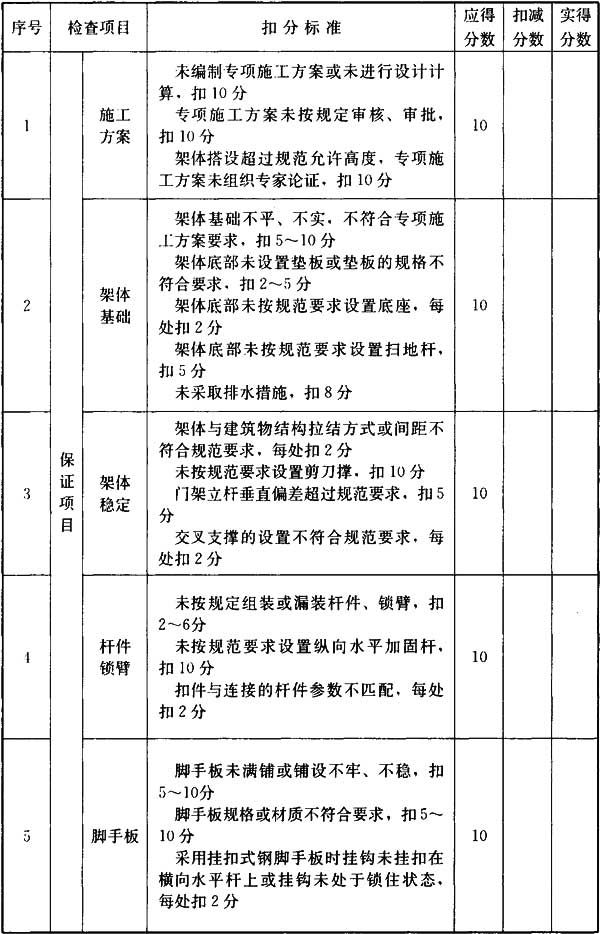 序号 检查项目 扣分标准 应得分数 扣减分数 实得分数
保证项目
1 施工方案 10
未编制专项施工方案或未进行设计计
算，扣10分
专项施工方案未按规定审核、审批，
扣10分
架体搭设超过规范允许高度，专项施
工方案未组织专家论证，扣10分
2 架体基础 10
架体基础不平、不实，不符合专项施
工方案要求，扣5～10分
架体底部未设置垫板或垫板的规格不
符合要求，扣2～5分
架体底部未按规范要求设置底座，每
处扣2分
架体底部未按规范要求设置扫地杆，
扣5分
未采取排水措施，扣8分
3 架体稳定 10
架体与建筑物结构拉结方式或间距不
符合规范要求，每处扣2分
未按规范要求设置剪刀撑，扣10分
门架立杆垂直偏差超过规范要求，扣5
分
交叉支撑的设置不符合规范要求，每
处扣2分
4 杆件锁臂 10
未按规定组装或漏装杆件、锁臂，扣
2～6分
未按规范要求设置纵向水平加固杆，
扣10分
扣件与连接的杆件参数不匹配，每处
扣2分
5 脚手板 10
脚手板未满铺或铺设不牢、不稳，扣
5～10分
脚手板规格或材质不符合要求，扣5～
10分
采用挂扣式钢脚手板时挂钩未挂扣在
横向水平杆上或挂钩未处于锁住状态，
每处扣2分